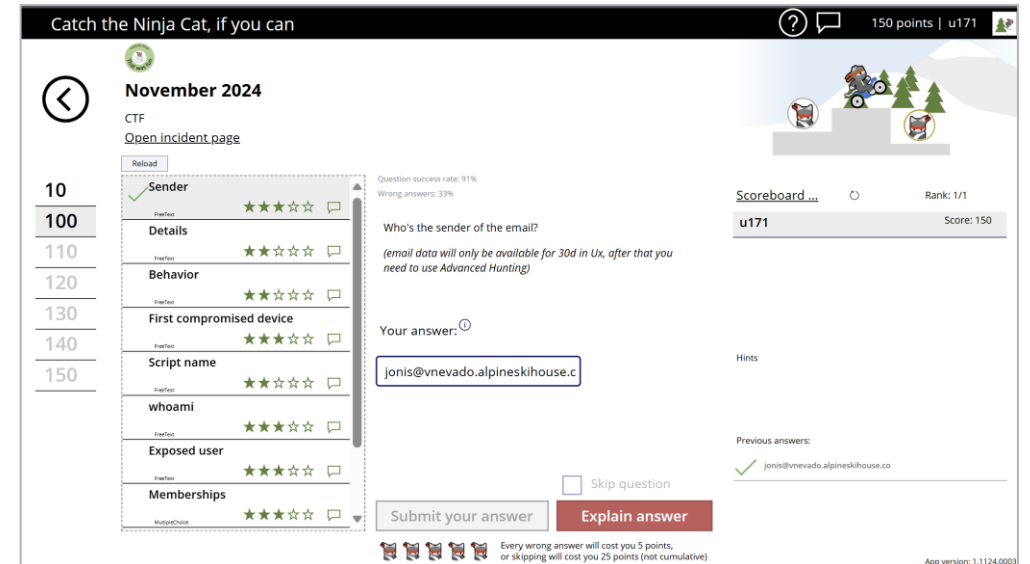 Catch the Ninja Cat, if you can
150 points | u171
November 2024
CTF
Open incident page
Reload
10
100
110
120
130
140
150
Sender
FreeText
Details
FreeText
Behavior
FreeText
First compromised device
FreeText
Script name
FreeText
whoami
FreeText
Exposed user
FreeText
Memberships
MultipleChoice
Question success rate: 91%
Wrong answers: 33%
Who's the sender of the email?
(email data will only be available for 30d in Ux, after that you
need to use Advanced Hunting)
Your answer:
jonis@vnevado.alpineskihouse.c
Skip question
Submit your answer
Explain answer
Every wrong answer will cost you 5 points,
or skipping will cost you 25 points (not cumulative)
Scoreboard ...
Rank: 1/1
u171
Score: 150
Hints
Previous answers:
jonis@vnevado.alpineskihouse.co
App version: 1.1124.0003